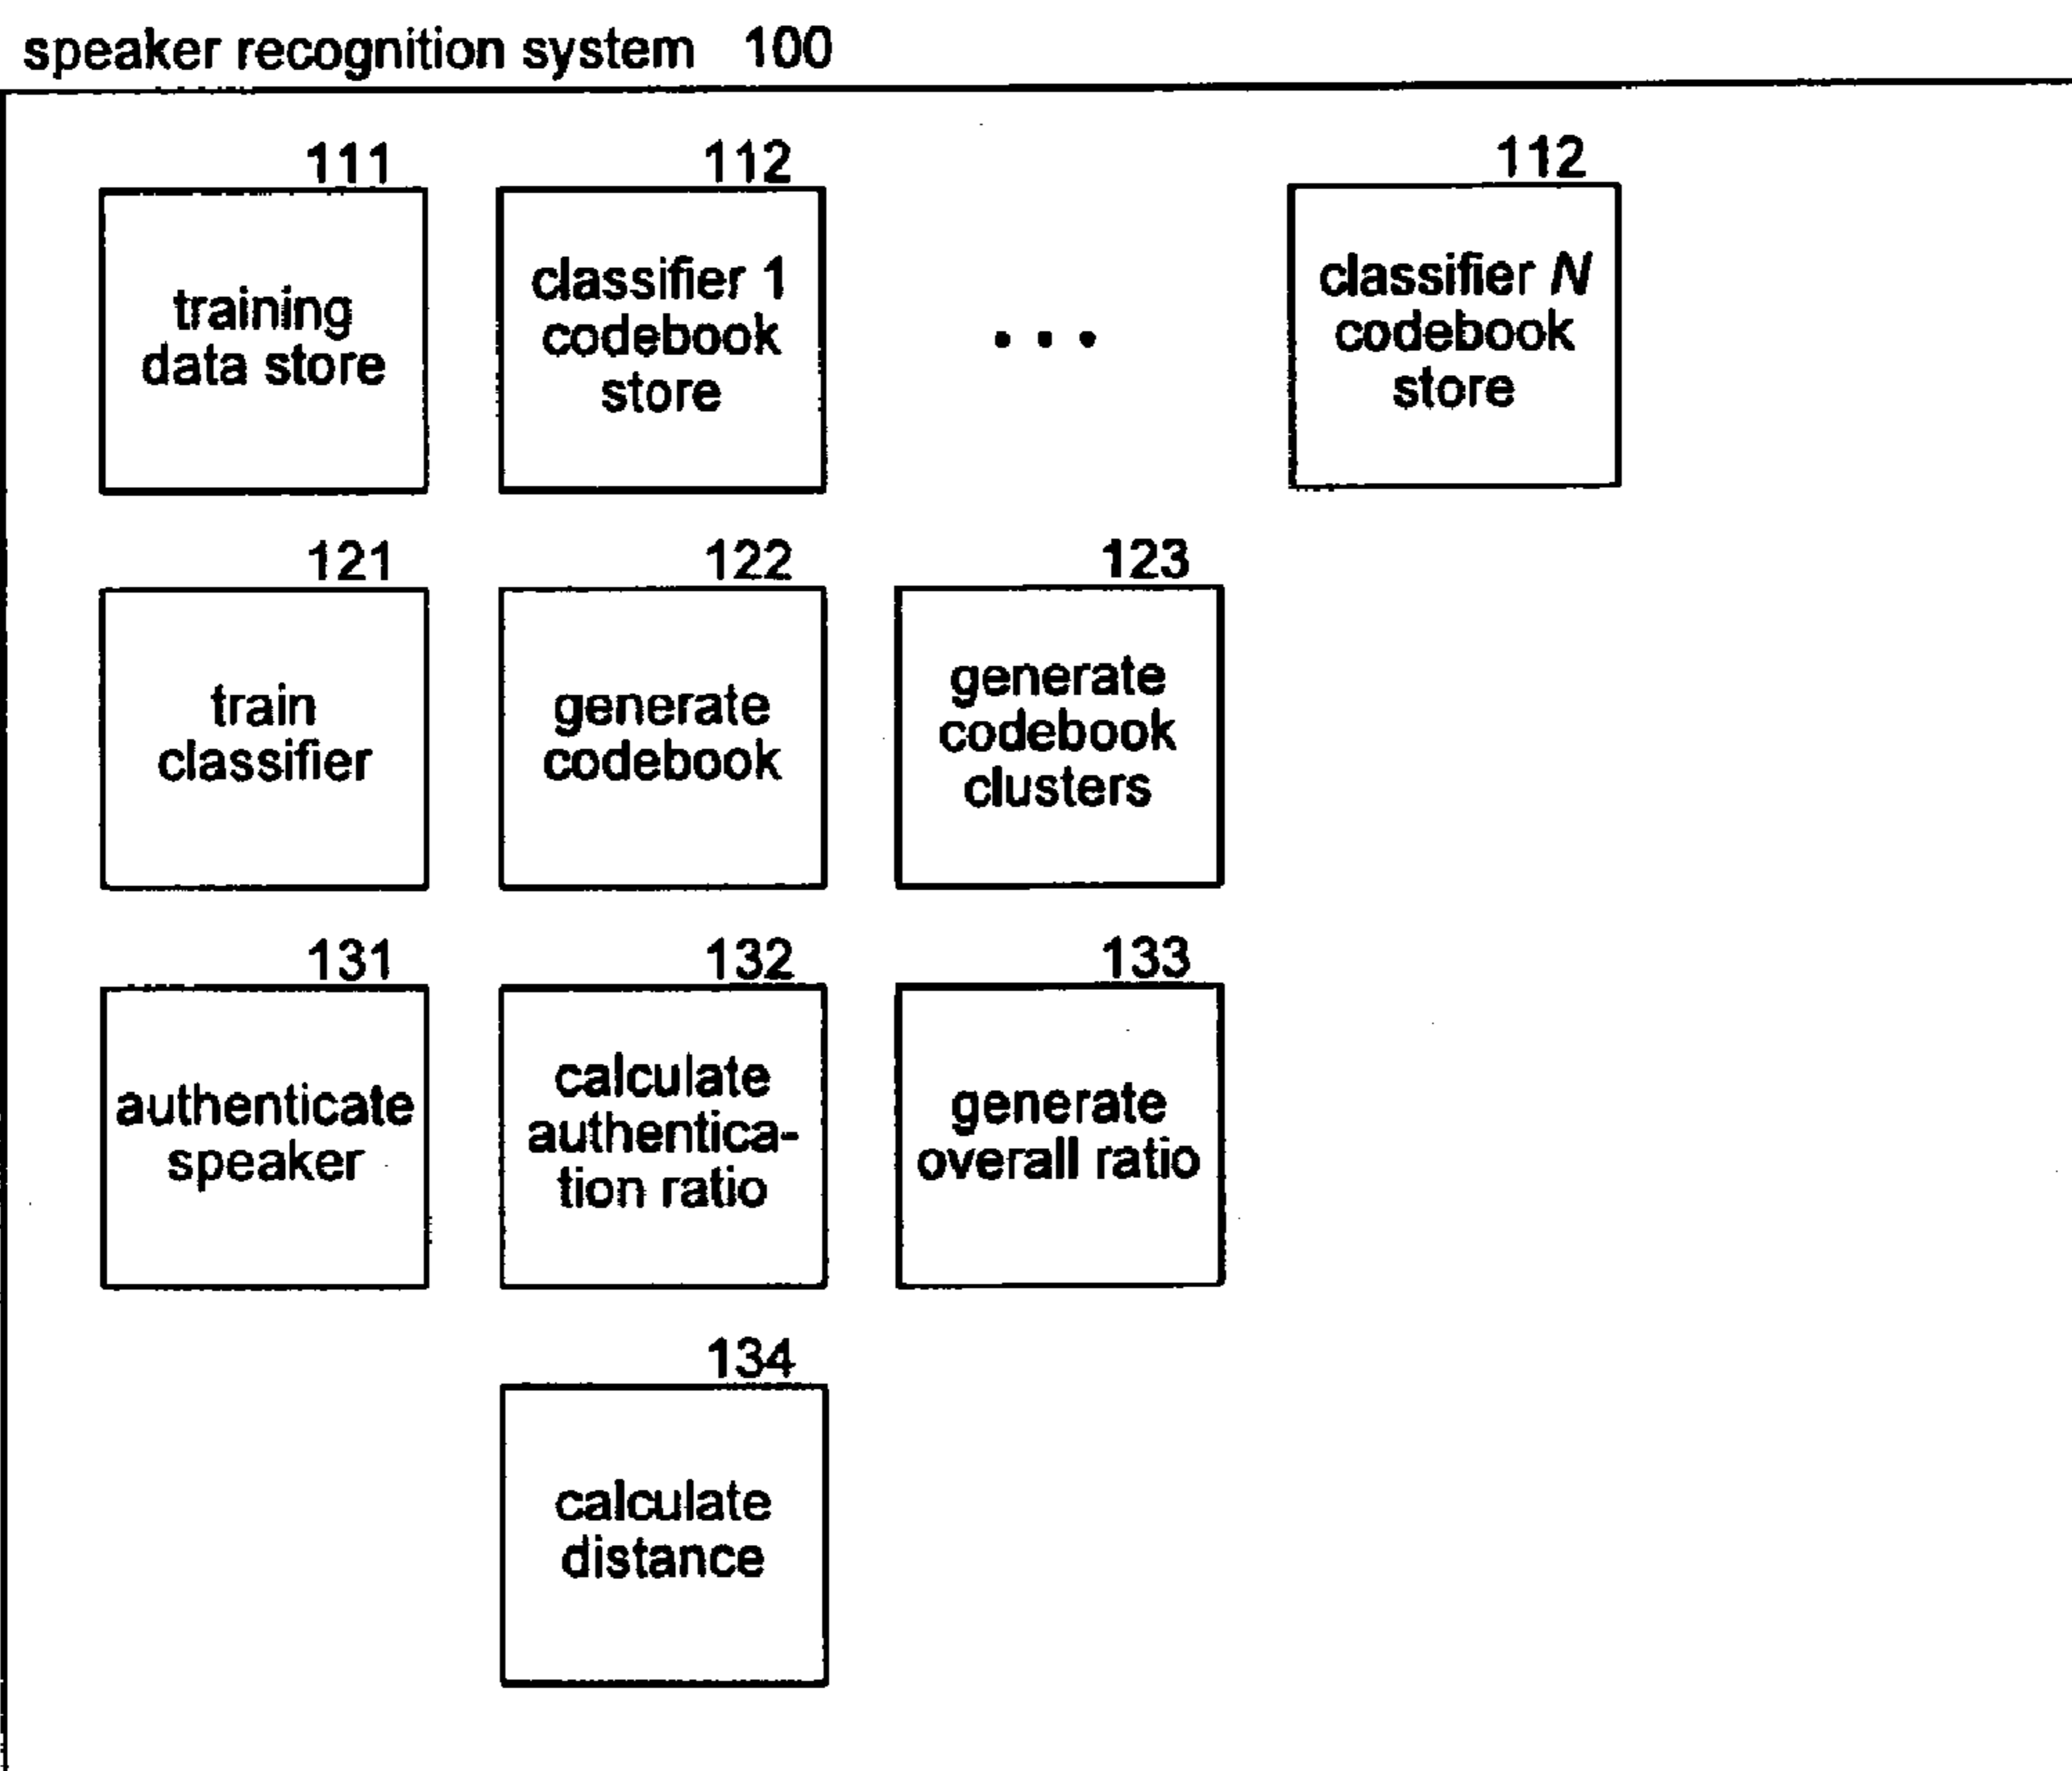 speaker recognition system 100
111
training
data store
112
classifier 1
codebook
store
• • •
112
classifier N
codebook
store
121
train
classifier
122
generate
codebook
123
generate
codebook
clusters
131
authenticate
speaker
132
calculate
authentica-
tion ratio
133
generate
overall ratio
134
calculate
distance